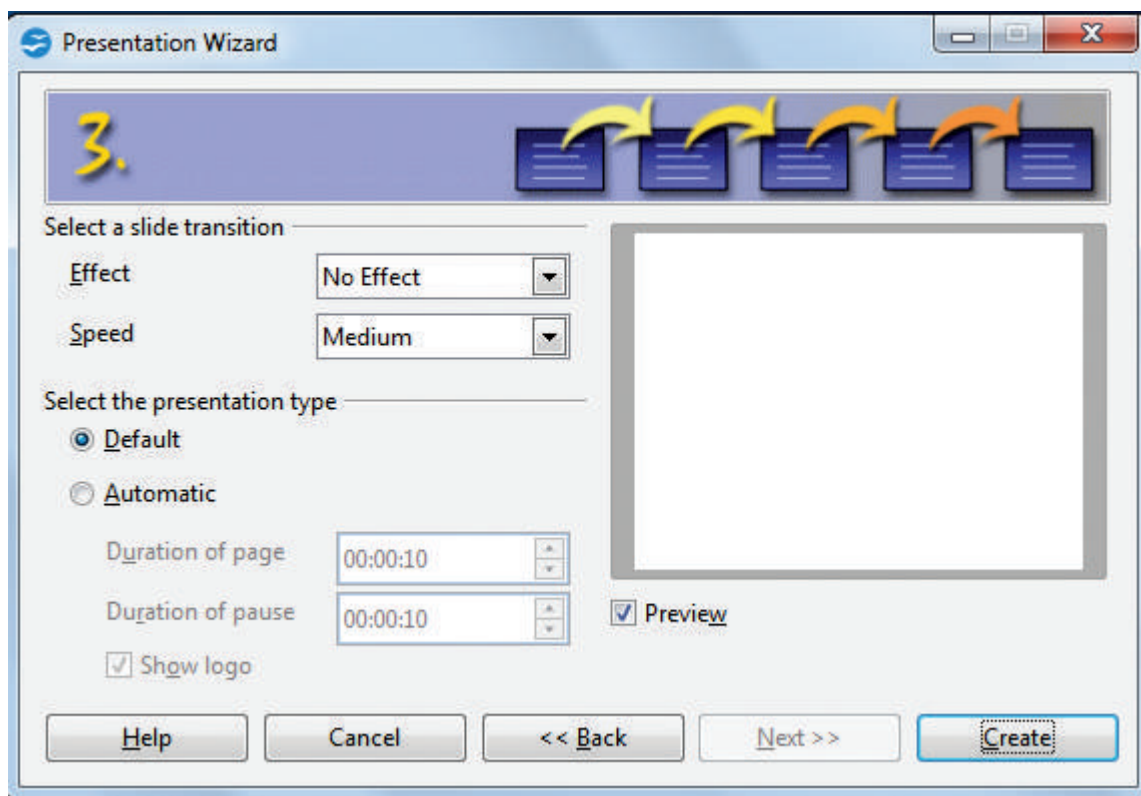 Presentation Wizard
3.
Select a slide transition
Effect No Effect
Speed Medium
Select the presentation type
Default
Automatic
Duration of page 00:00:10
Duration of pause 00:00:10
Preview
Show logo
Help Cancel << Back Next >> Create